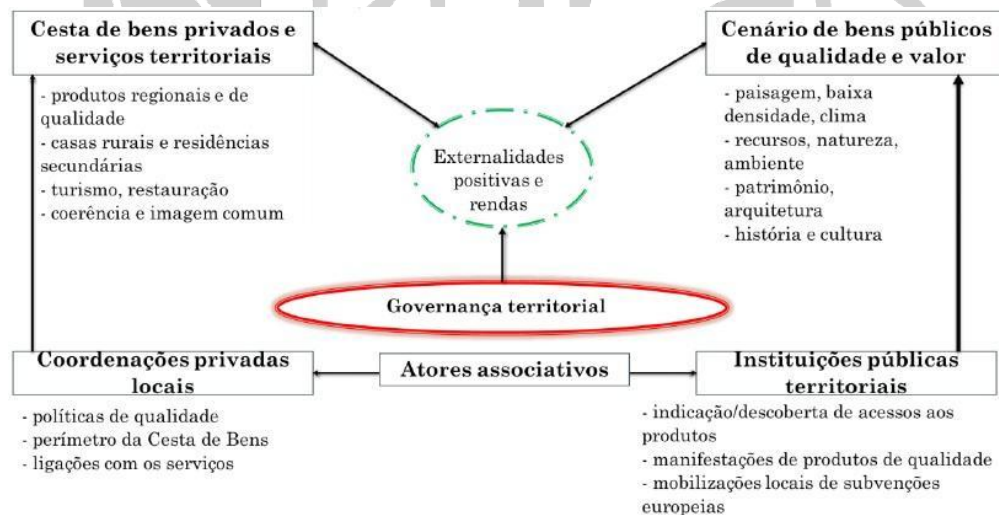 Cesta de bens privados e
serviços territoriais
- produtos regionais e de
qualidade
- casas rurais e residências
secundárias
- turismo, restauração
- coerência e imagem comum
Cenário de bens públicos
de qualidade e valor
- paisagem, baixa
densidade, clima
- recursos, natureza,
ambiente
- patrimônio,
arquitetura
- história e cultura
Externalidades
positivas e
rendas
Governança territorial
Coordenações privadas
locais
- políticas de qualidade
- perímetro da Cesta de Bens
- ligações com os serviços
Atores associativos
Instituições públicas
territoriais
- indicação/descoberta de acessos aos
produtos
- manifestações de produtos de qualidade
- mobilizações locais de subvenções
europeias